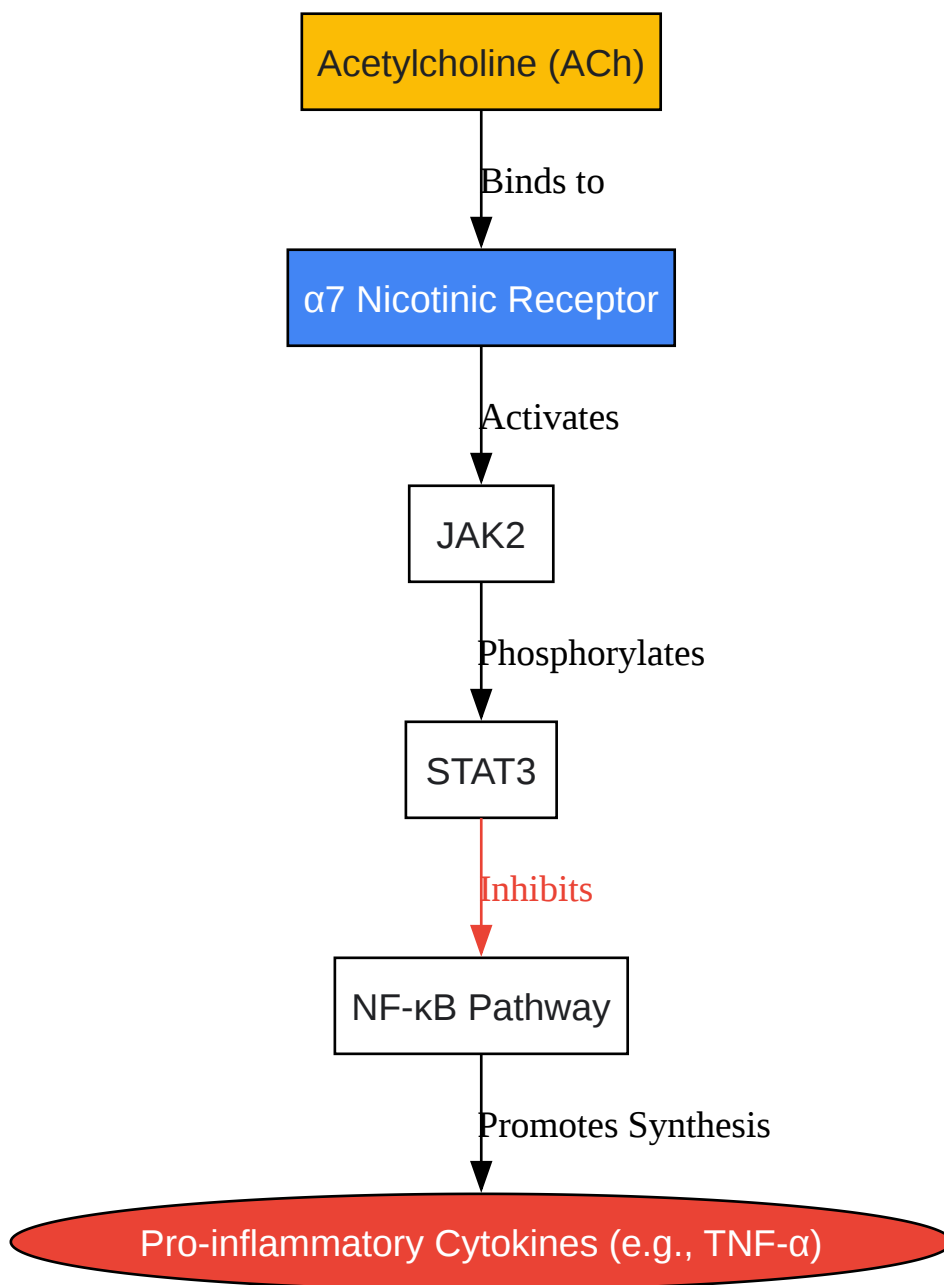 Acetylcholine (ACh)
Binds to
α7 Nicotinic Receptor
Activates
JAK2
Phosphorylates
STAT3
Inhibits
NF-κB Pathway
Promotes Synthesis
Pro-inflammatory Cytokines (e.g., TNF-α)